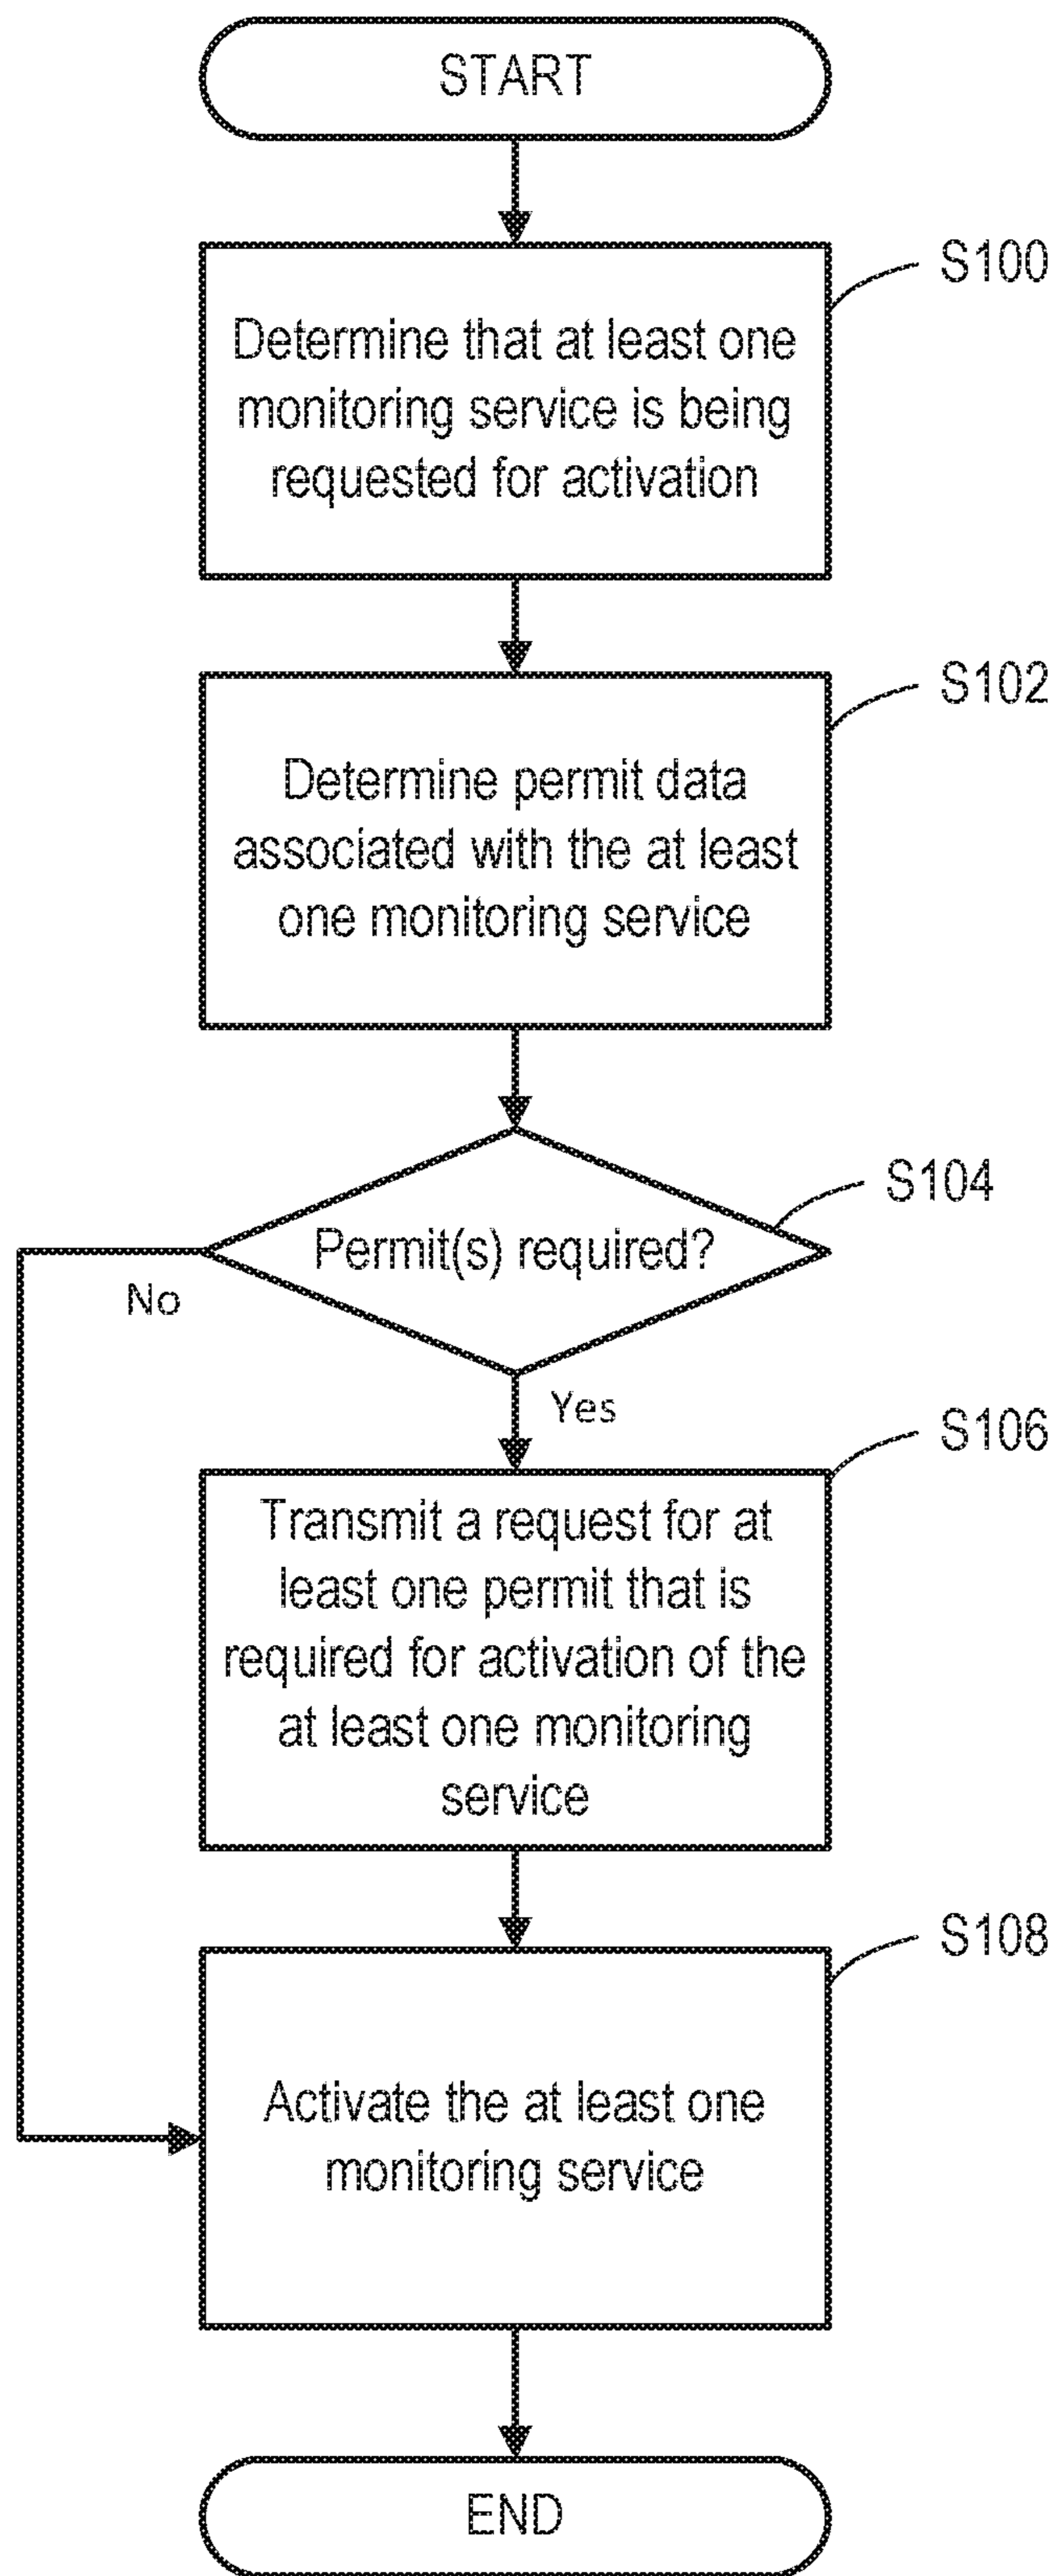 START
S100
Determine that at least one
monitoring service is being
requested for activation
S102
Determine permit data
associated with the at least
one monitoring service
S104
Permit(s) required?
No
Yes
S106
Transmit a request for at
least one permit that is
required for activation of the
at least one monitoring
service
S108
Activate the at least one
monitoring service
END